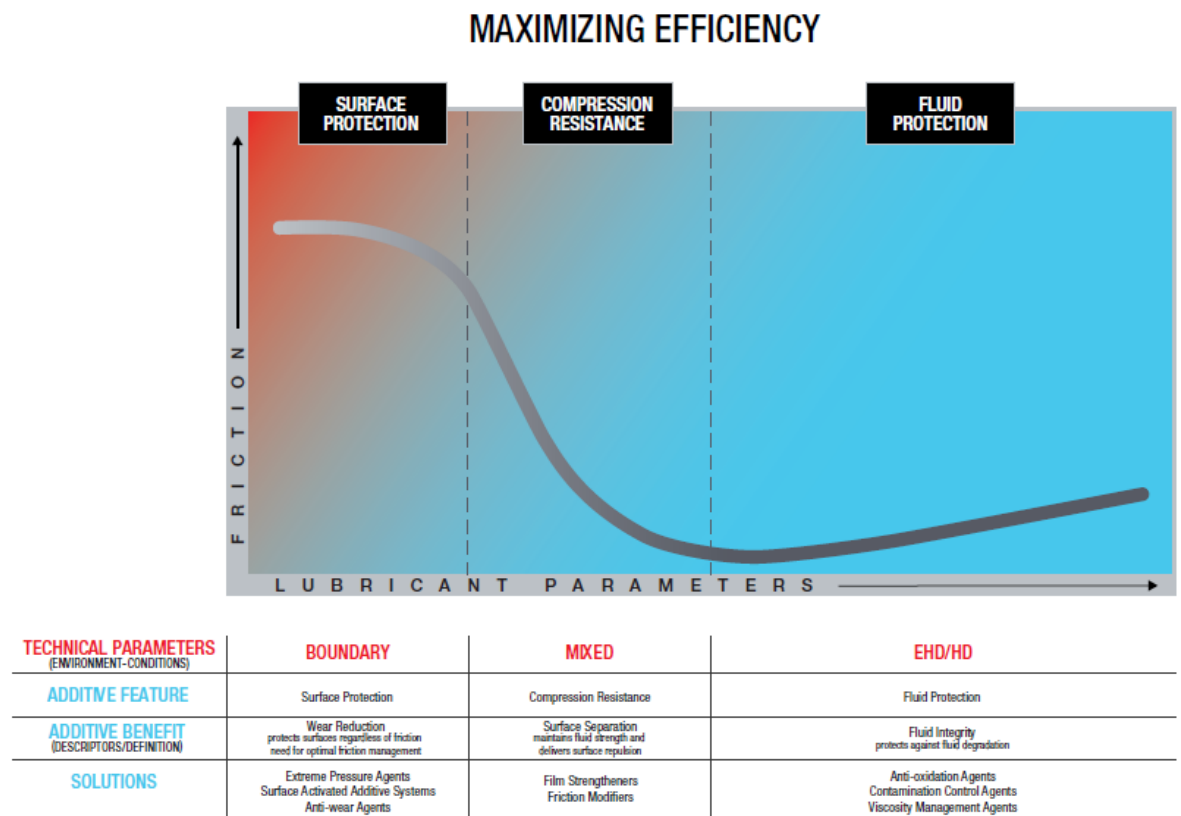 MAXIMIZING EFFICIENCY
SURFACE
PROTECTION
COMPRESSION
RESISTANCE
FLUID
PROTECTION
FRICTION
LUBRICANT PARAMETERS
TECHNICAL PARAMETERS
(ENVIRONMENT-CONDITIONS)
BOUNDARY
MIXED
EHD/HD
ADDITIVE FEATURE
Surface Protection
Compression Resistance
Fluid Protection
ADDITIVE BENEFIT
(DESCRIPTORS/DEFINITION)
Wear Reduction
protects surfaces regardless of friction
need for optimal friction management
Surface Separation
maintains fluid strength and
delivers surface repulsion
Fluid Integrity
protects against fluid degradation
SOLUTIONS
Extreme Pressure Agents
Surface Activated Additive Systems
Anti-wear Agents
Film Strengtheners
Friction Modifiers
Anti-oxidation Agents
Contamination Control Agents
Viscosity Management Agents